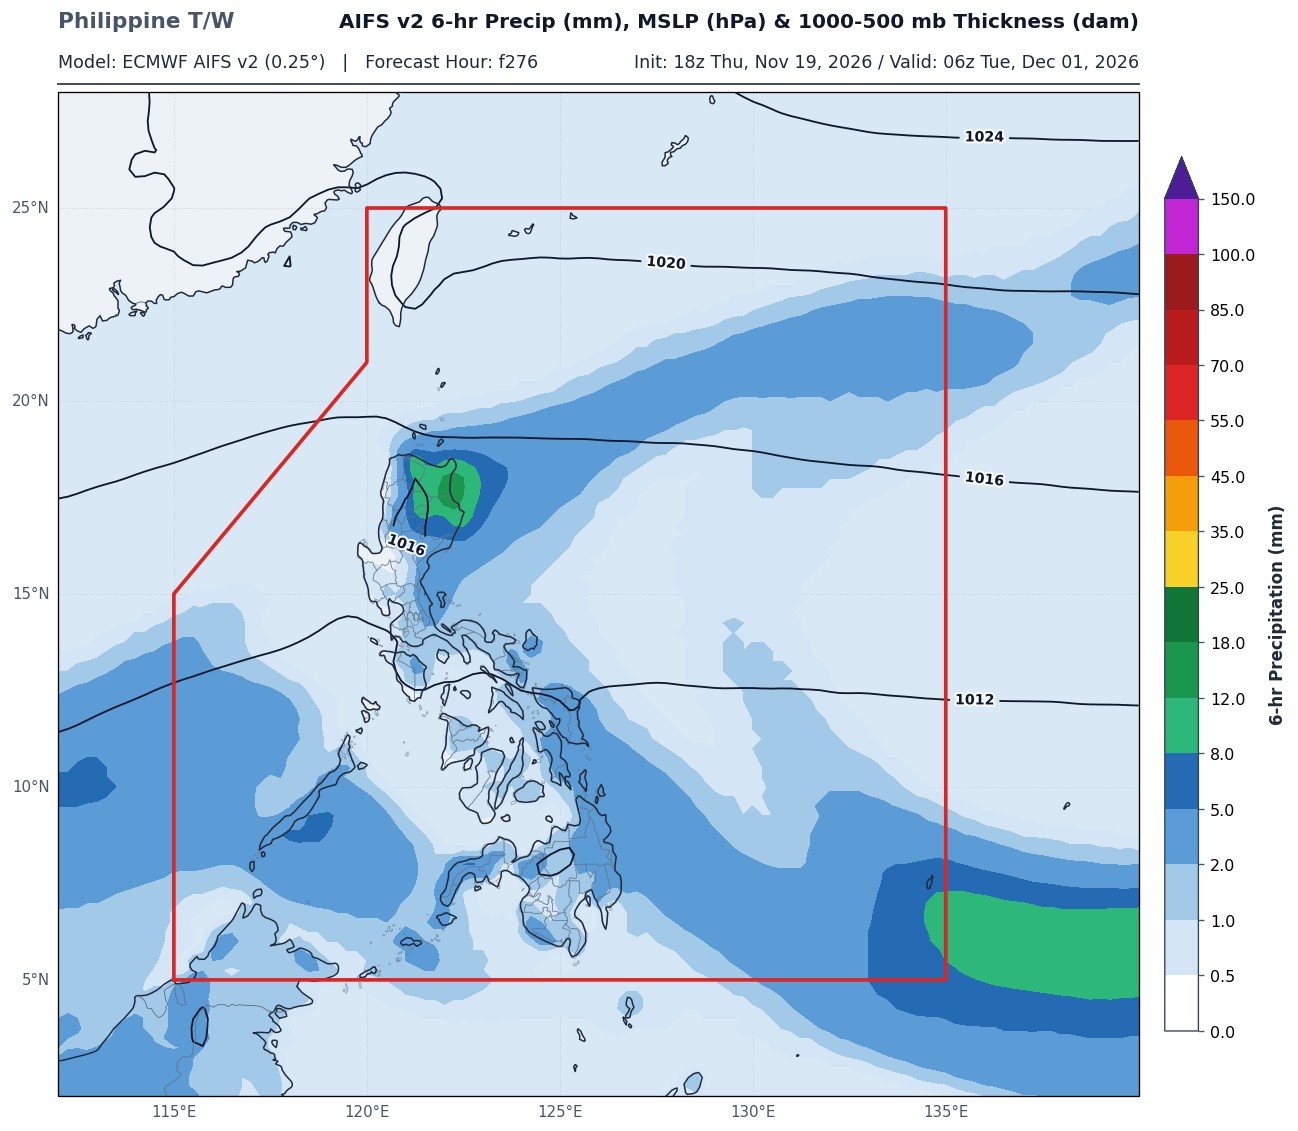 Philippine T/W
AIFS v2 6-hr Precip (mm), MSLP (hPa) & 1000-500 mb Thickness (dam)
Model: ECMWF AIFS v2 (0.25°) | Forecast Hour: f276
Init: 18z Thu, Nov 19, 2026 / Valid: 06z Tue, Dec 01, 2026
1024
1020
1016
1016
1012
25°N
20°N
15°N
10°N
5°N
115°E
120°E
125°E
130°E
135°E
150.0
100.0
85.0
70.0
55.0
45.0
35.0
25.0
18.0
12.0
8.0
5.0
2.0
1.0
0.5
0.0
6-hr Precipitation (mm)